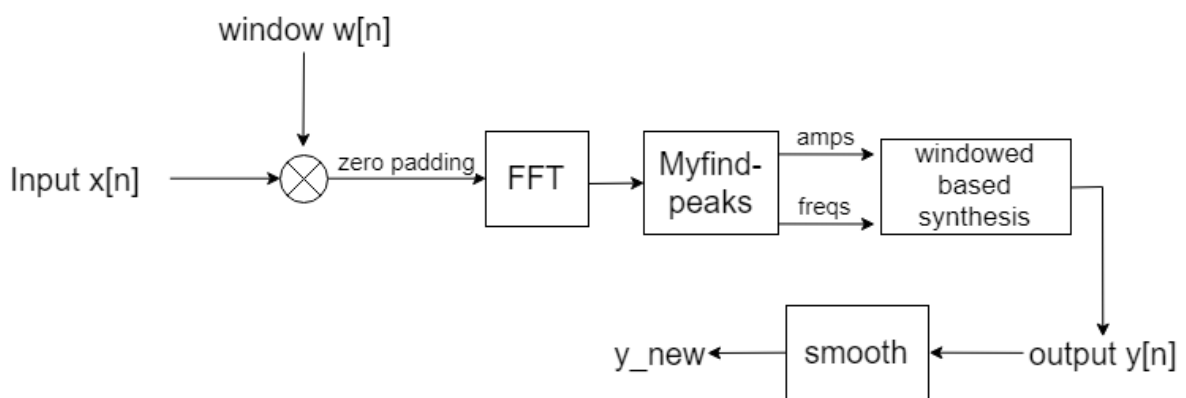 window w[n]
Input x[n]
zero padding
FFT
Myfind-
peaks
amps
freqs
windowed
based
synthesis
y_new
smooth
output y[n]